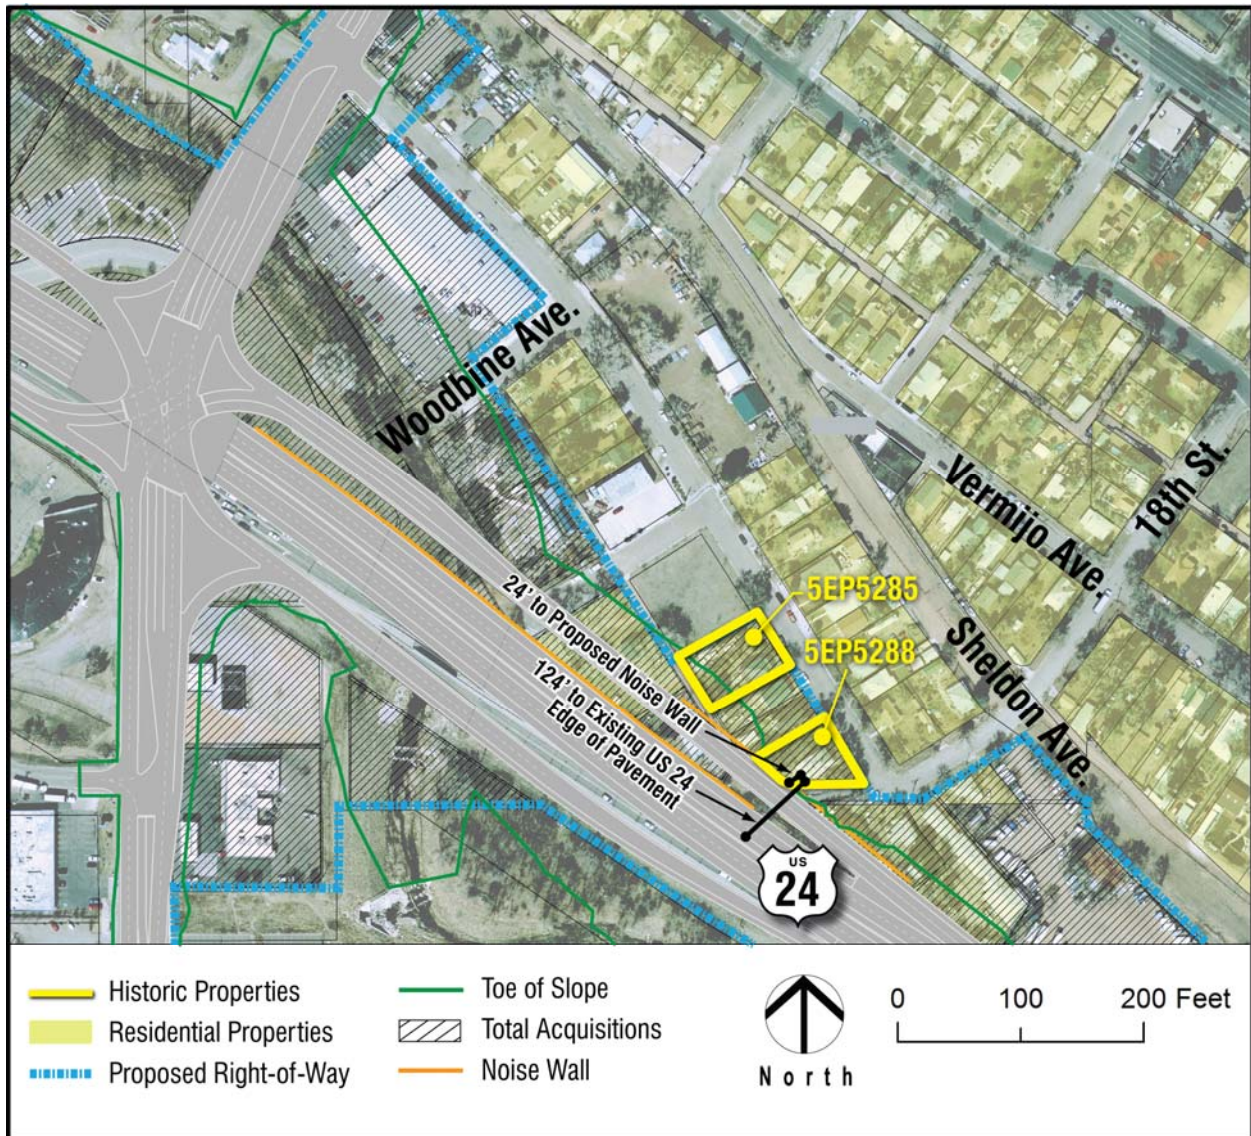 Woodbine Ave.
Vermijo Ave.
18th St.
Sheldon Ave.
5EP5285
5EP5288
24' to Proposed Noise Wall
124' to Existing US 24
Edge of Pavement
US
24
Historic Properties
Residential Properties
Proposed Right-of-Way
Toe of Slope
Total Acquisitions
Noise Wall
North
0 100 200 Feet